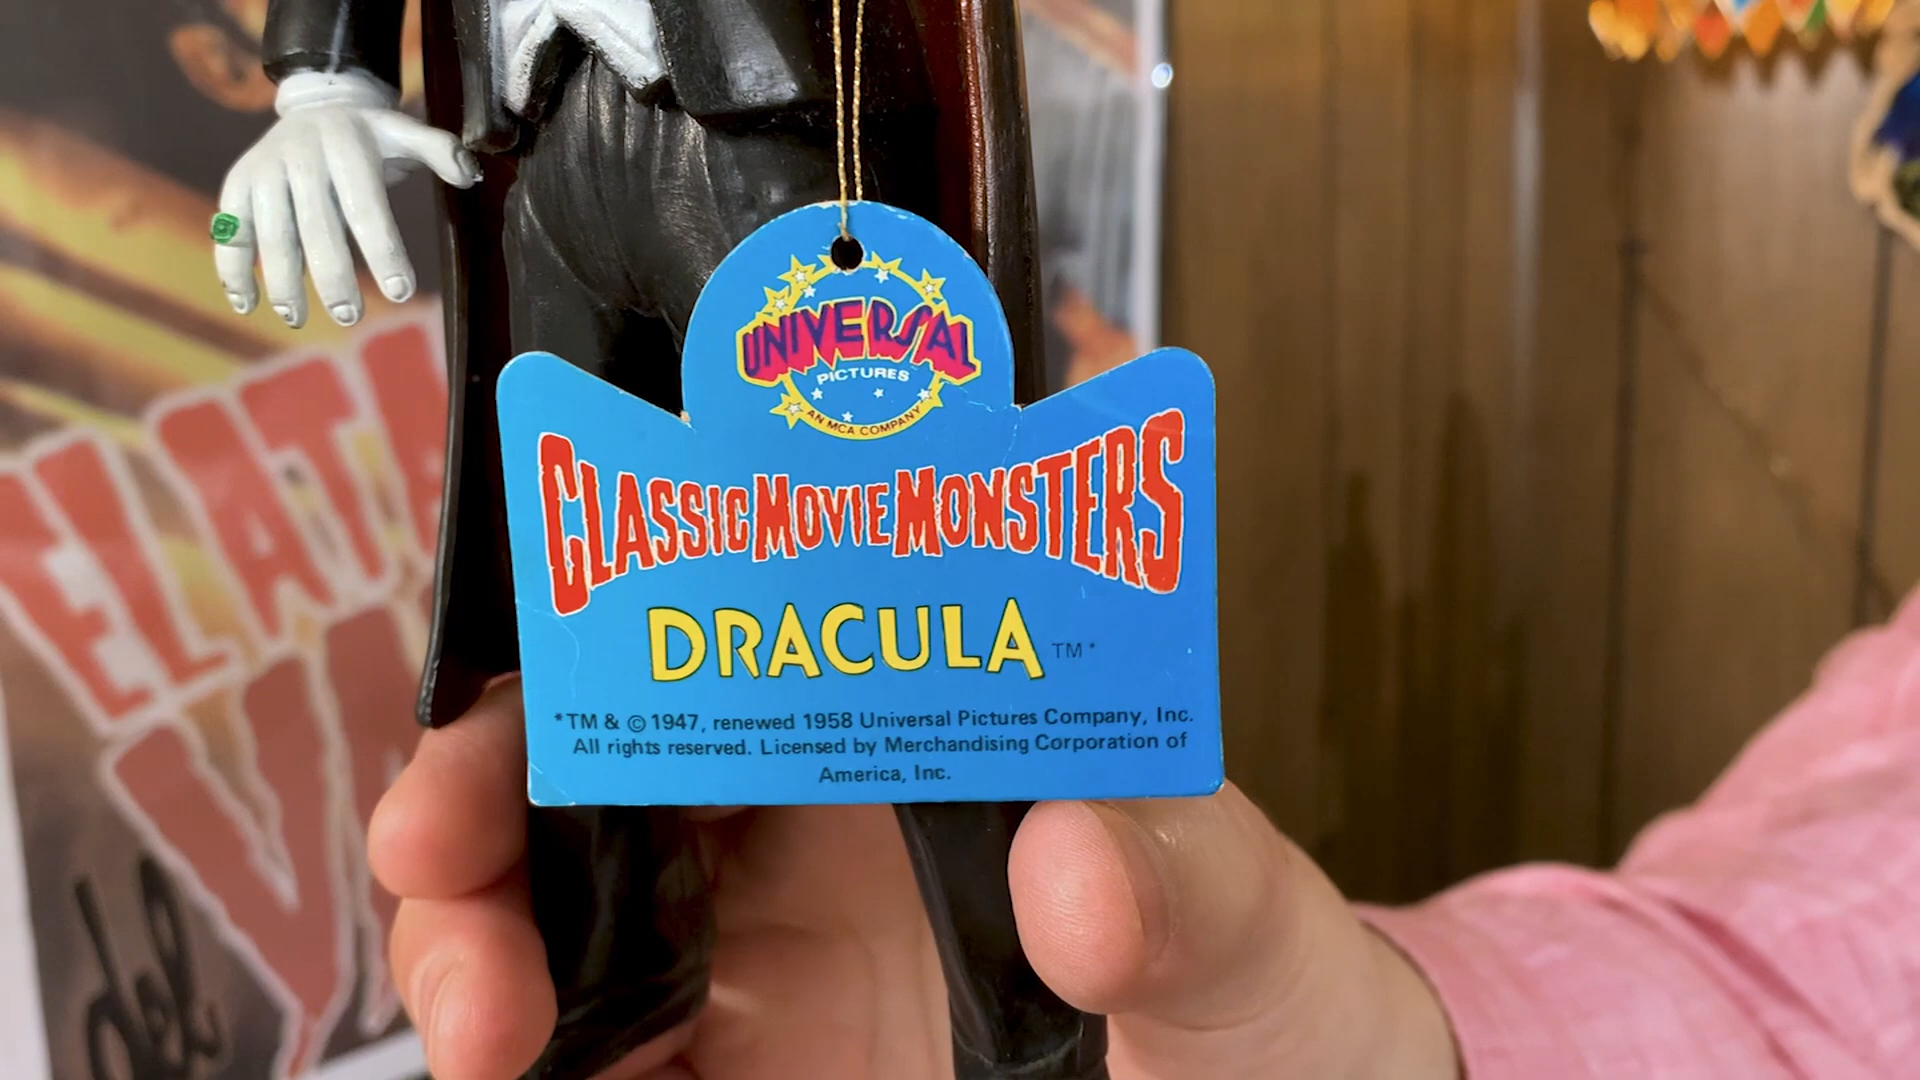 UNIVERSAL
PICTURES
AN MCA COMPANY
CLASSIC MOVIE MONSTERS
DRACULA TM*
*TM & © 1947, renewed 1958 Universal Pictures Company, Inc.
All rights reserved. Licensed by Merchandising Corporation of
America, Inc.